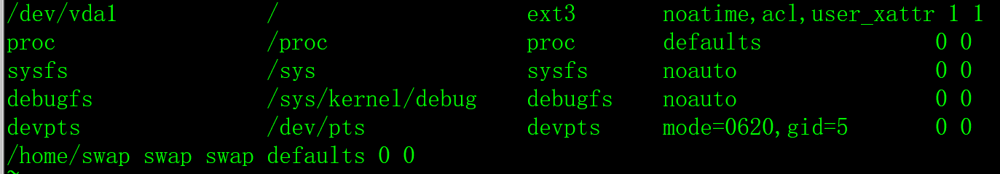 /dev/vda1 / ext3 noatime,acl,user_xattr 1 1
proc /proc proc defaults 0 0
sysfs /sys sysfs noauto 0 0
debugfs /sys/kernel/debug debugfs noauto 0 0
devpts /dev/pts devpts mode=0620,gid=5 0 0
/home/swap swap swap defaults 0 0
~